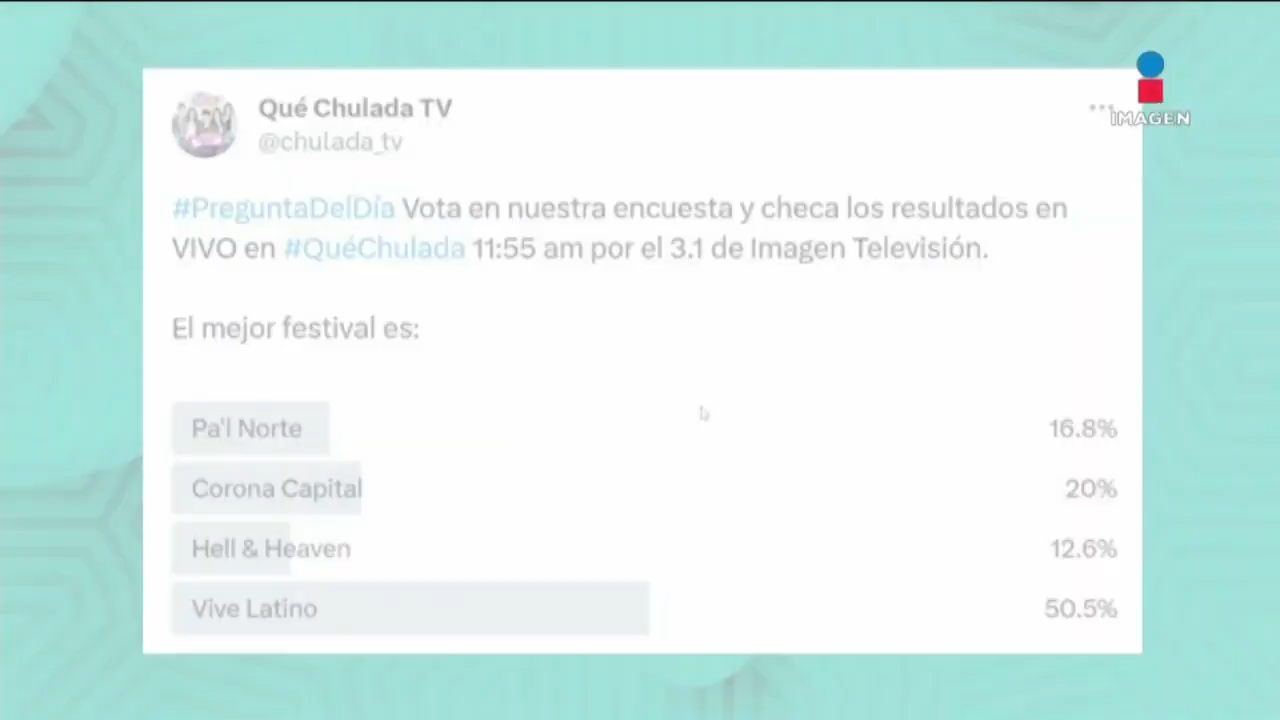 Qué Chulada TV
@chulada_tv
IMAGEN
#PreguntaDelDía Vota en nuestra encuesta y checa los resultados en
VIVO en #QuéChulada 11:55 am por el 3.1 de Imagen Televisión.
El mejor festival es:
Pa'l Norte 16.8%
Corona Capital 20%
Hell & Heaven 12.6%
Vive Latino 50.5%